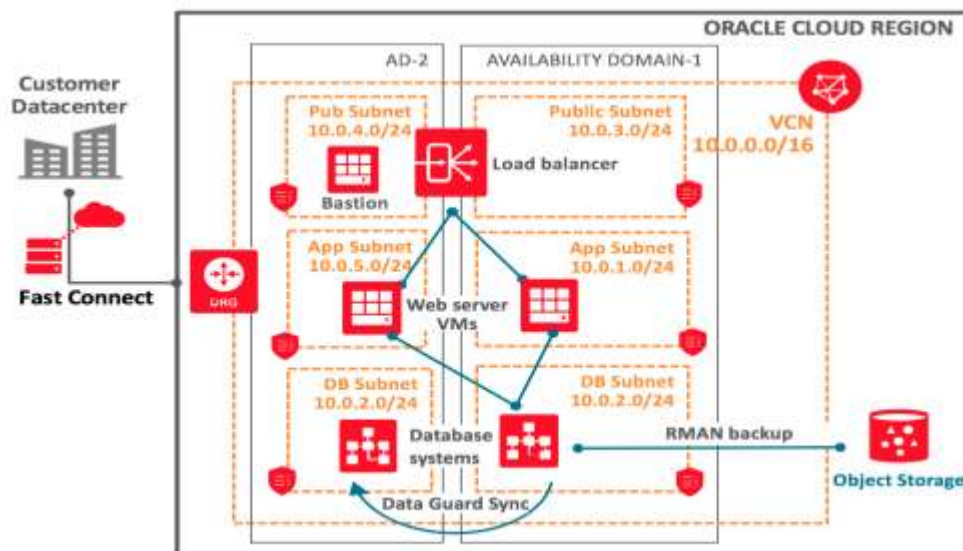 ORACLE CLOUD REGION
AD-2
AVAILABILITY DOMAIN-1
Customer
Datacenter
Pub Subnet
10.0.4.0/24
Public Subnet
10.0.3.0/24
VCN
10.0.0.0/16
Load balancer
Bastion
App Subnet
10.0.5.0/24
App Subnet
10.0.1.0/24
Fast Connect
DRG
Web server
VMs
DB Subnet
10.0.2.0/24
DB Subnet
10.0.2.0/24
Database
systems
RMAN backup
Object Storage
Data Guard Sync